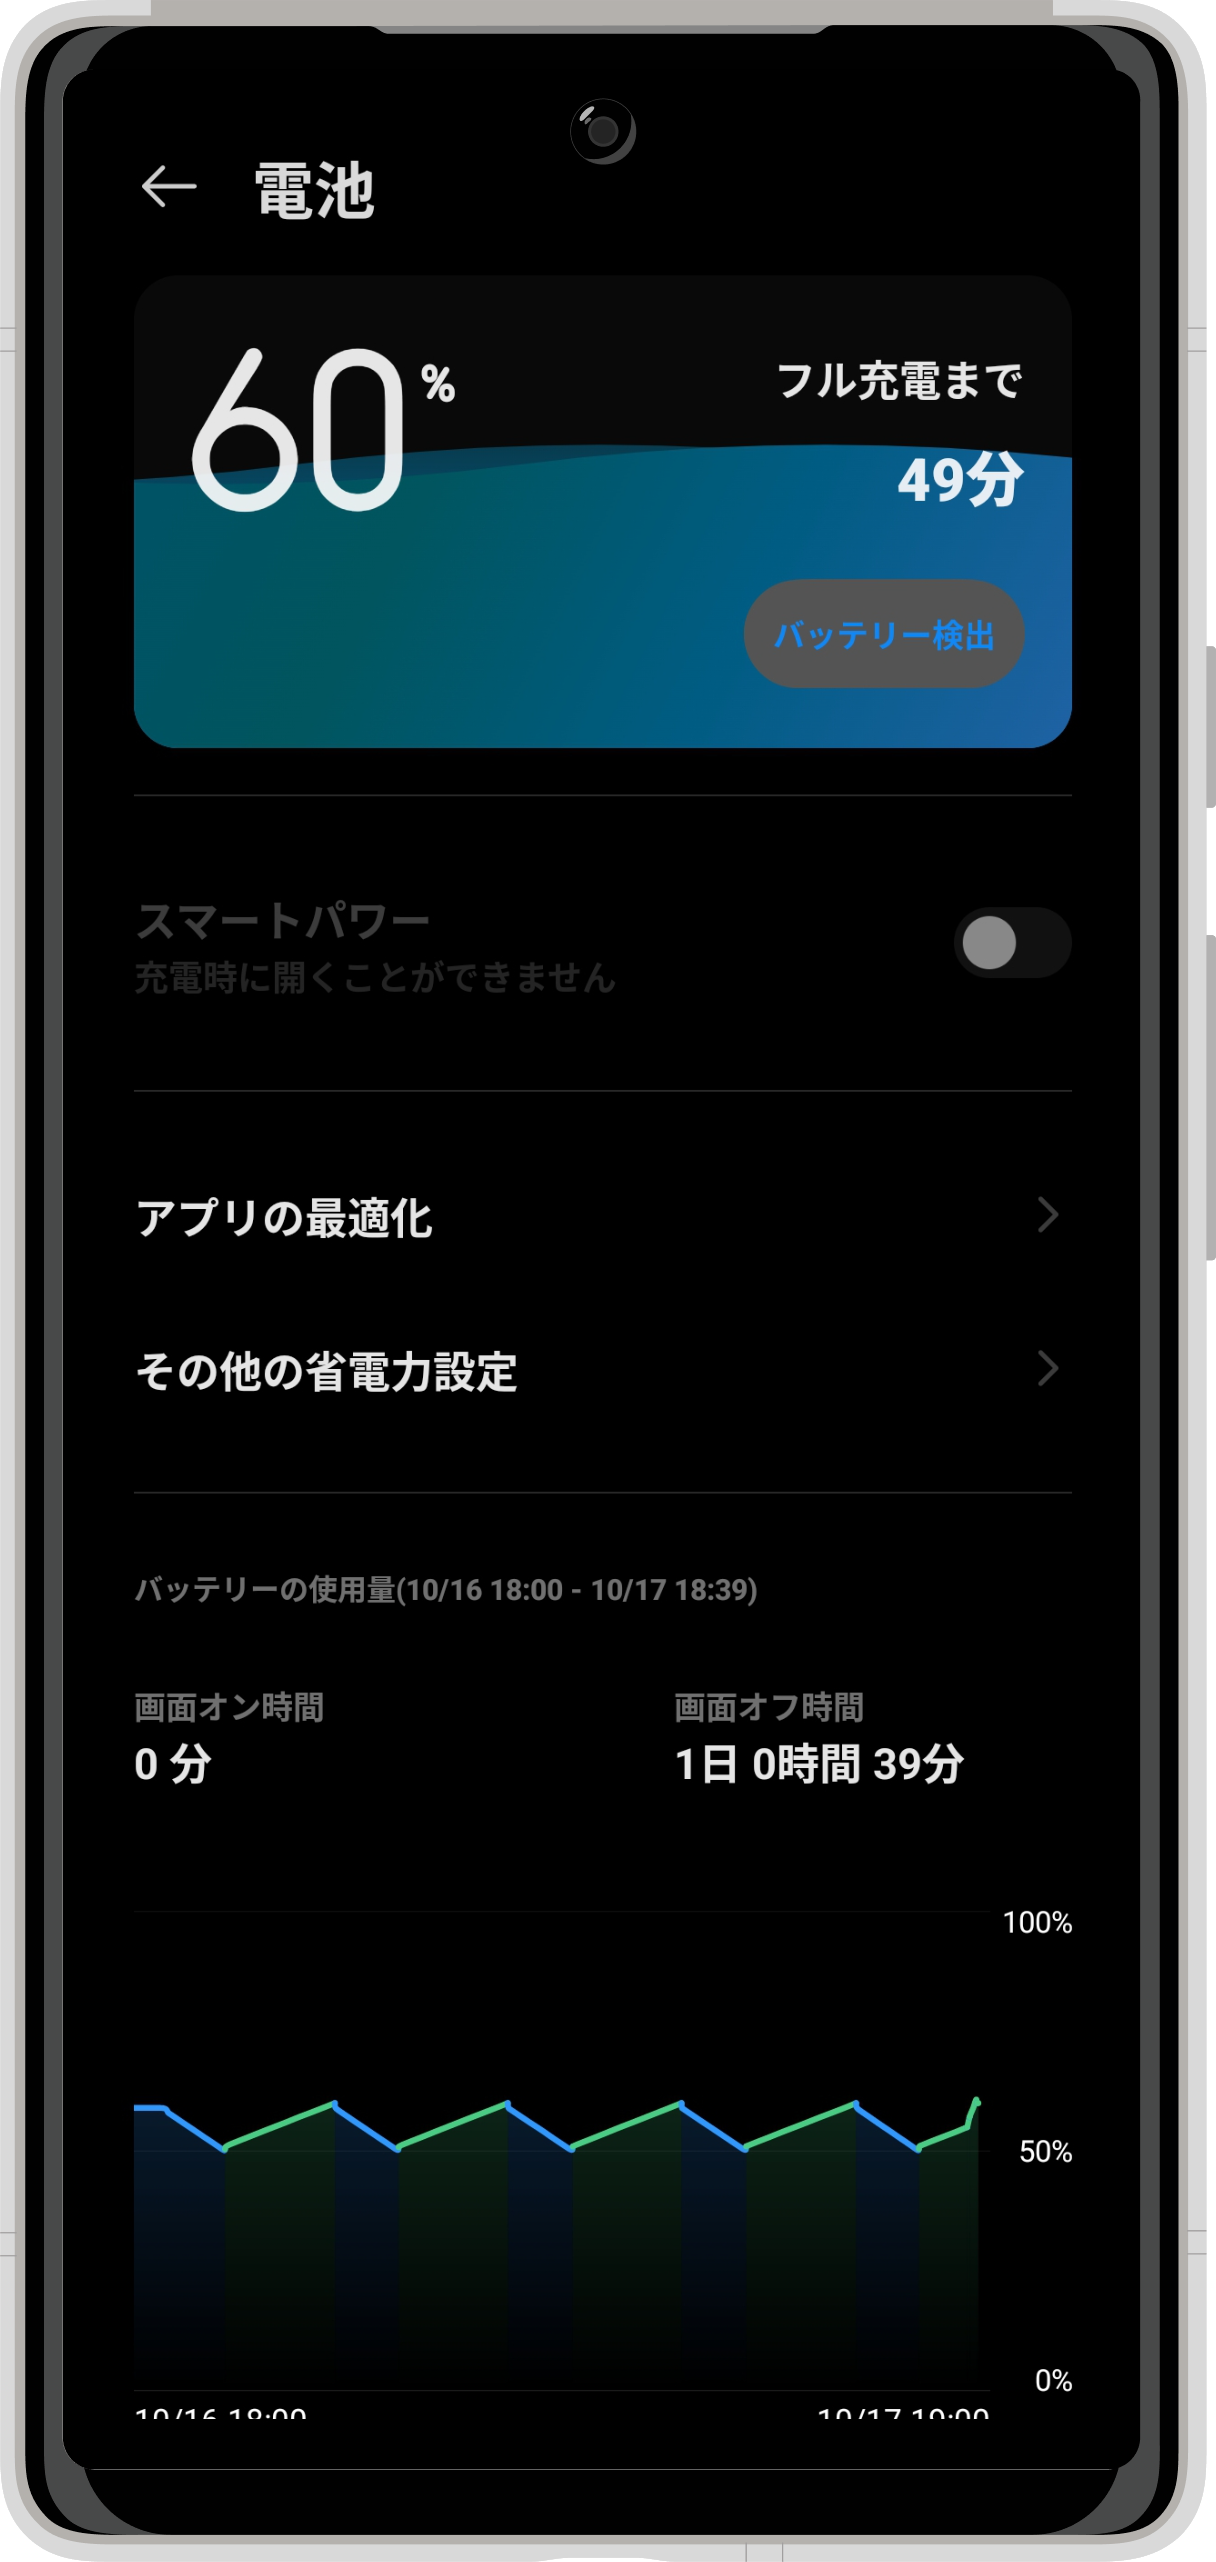 電池
60%
フル充電まで
49分
バッテリー検出
スマートパワー
充電時に開くことができません
アプリの最適化
その他の省電力設定
バッテリーの使用量(10/16 18:00 - 10/17 18:39)
画面オン時間
0 分
画面オフ時間
1日 0時間 39分
100%
50%
0%
10/16 18:00